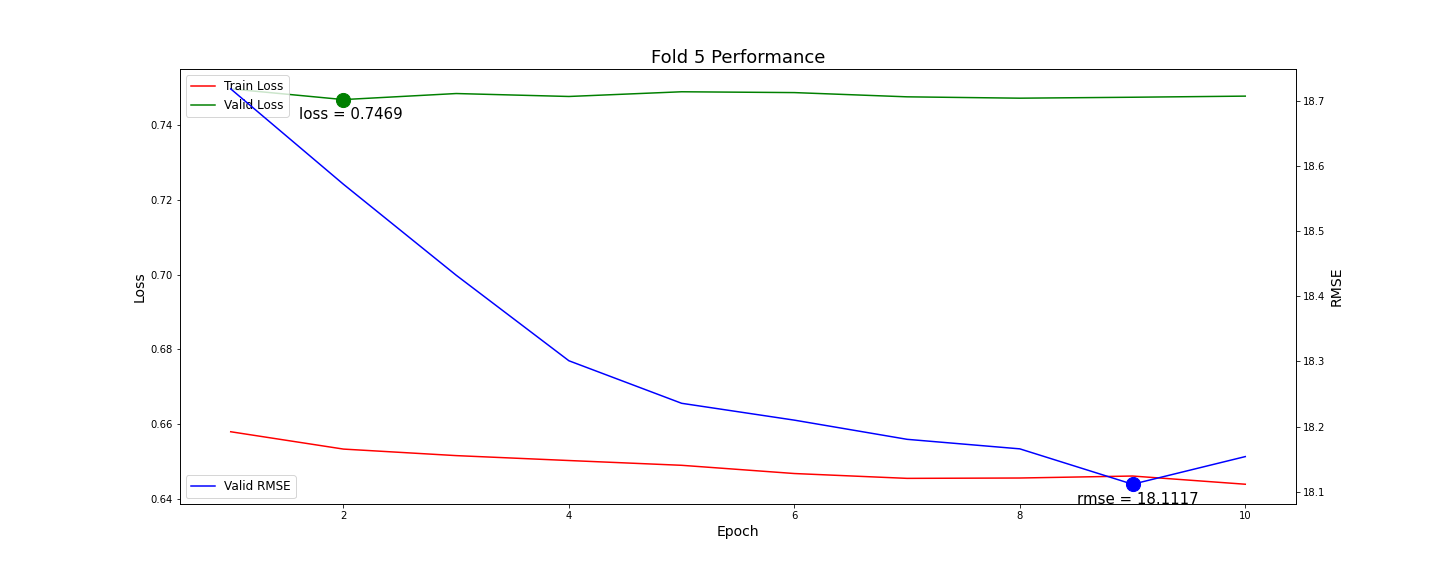 Fold 5 Performance
Train Loss
Valid Loss
loss = 0.7469
0.74
0.72
0.70
0.68
0.66
0.64
Loss
18.7
18.6
18.5
18.4
18.3
18.2
18.1
RMSE
Valid RMSE
rmse = 18.1117
2
4
6
8
10
Epoch